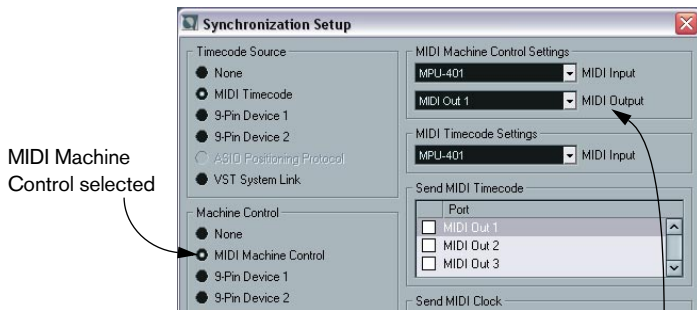 Synchronization Setup
Timecode Source
None
MIDI Timecode
9-Pin Device 1
9-Pin Device 2
ASIO Positioning Protocol
VST System Link
Machine Control
None
MIDI Machine Control
9-Pin Device 1
9-Pin Device 2
MIDI Machine Control Settings
MPU-401 MIDI Input
MIDI Out 1 MIDI Output
MIDI Timecode Settings
MPU-401 MIDI Input
Send MIDI Timecode
Port
MIDI Out 1
MIDI Out 2
MIDI Out 3
Send MIDI Clock
MIDI Machine
Control selected